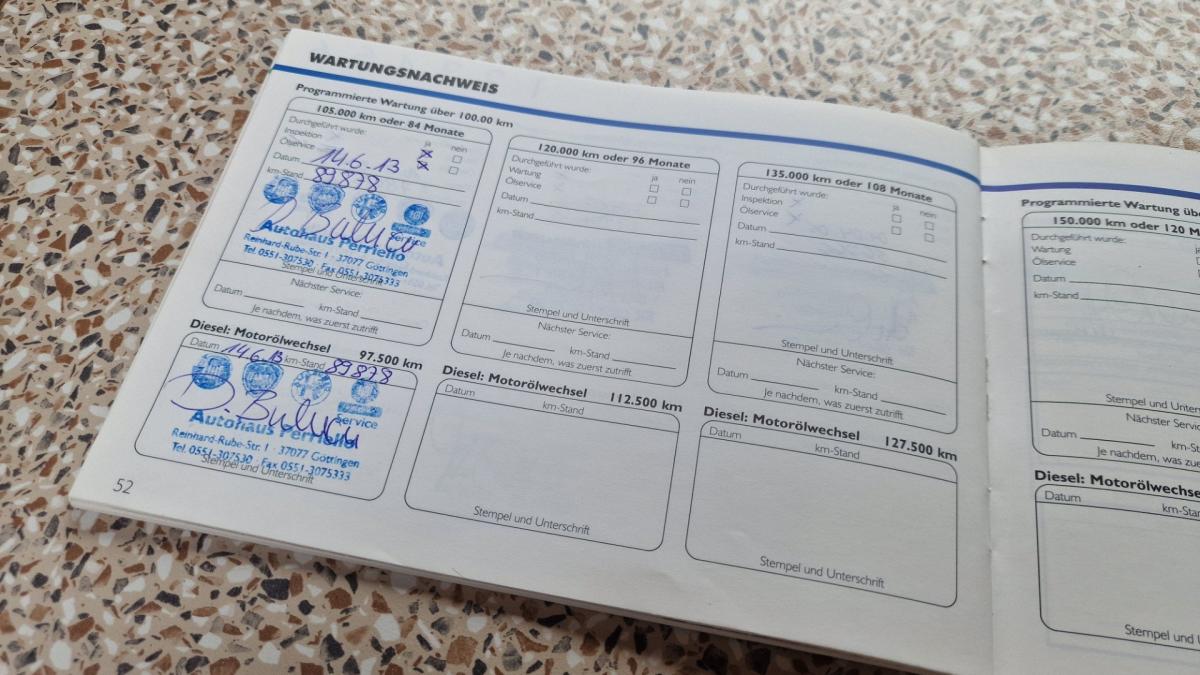 WARTUNGSNACHWEIS
Programmierte Wartung über 100.00 km
105.000 km oder 84 Monate
Durchgeführt wurde: ja nein
Inspektion
Ölservice
Datum 14.6.13
km-Stand 89878
Autohaus Perriello
Service
Reinhard-Rube-Str. 1 · 37077 Göttingen
Tel. 0551-307530 · Fax 0551-3075333
Stempel und Unterschrift
Nächster Service:
Datum km-Stand
Je nachdem, was zuerst zutrifft
Diesel: Motorölwechsel 97.500 km
Datum 14.6.13 km-Stand 89878
Autohaus Perriello
Service
Reinhard-Rube-Str. 1 · 37077 Göttingen
Tel. 0551-307530 · Fax 0551-3075333
Stempel und Unterschrift
52
120.000 km oder 96 Monate
Durchgeführt wurde: ja nein
Wartung
Ölservice
Datum
km-Stand
Stempel und Unterschrift
Nächster Service:
Datum km-Stand
Je nachdem, was zuerst zutrifft
Diesel: Motorölwechsel 112.500 km
Datum km-Stand
Stempel und Unterschrift
135.000 km oder 108 Monate
Durchgeführt wurde: ja nein
Inspektion
Ölservice
Datum
km-Stand
Stempel und Unterschrift
Nächster Service:
Datum km-Stand
Je nachdem, was zuerst zutrifft
Diesel: Motorölwechsel 127.500 km
Datum km-Stand
Stempel und Unterschrift
Programmierte Wartung
150.000 km oder 120 M
Durchgeführt wurde:
Wartung
Ölservice
Datum
km-Stand
Stempel und
Nächster
Datum
Je nachdem, was
Diesel:
Datum
Stempel und